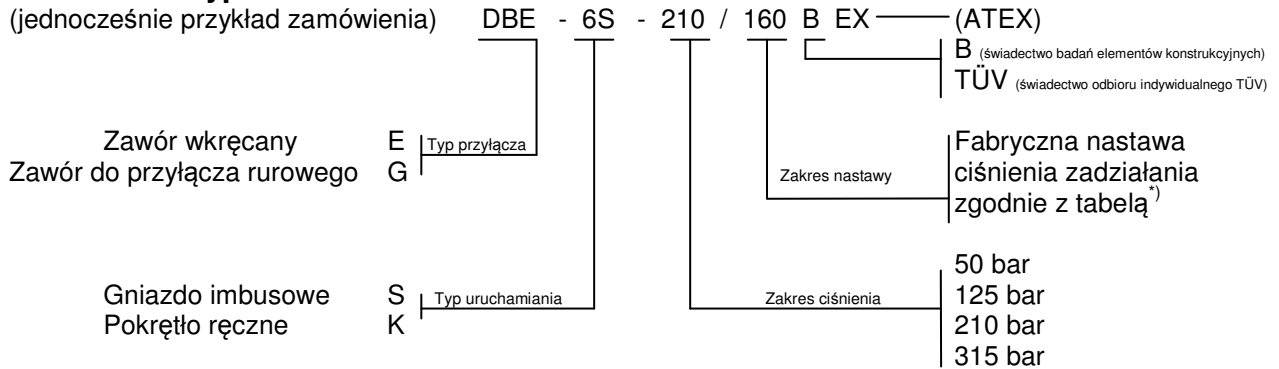 (jednocześnie przykład zamówienia) DBE - 6S - 210 / 160 B EX (ATEX)
B (świadectwo badań elementów konstrukcyjnych)
TÜV (świadectwo odbioru indywidualnego TÜV)
Zawór wkręcany E
Typ przyłącza
Zawór do przyłącza rurowego G
Zakres nastawy
Fabryczna nastawa
ciśnienia zadziałania
zgodnie z tabelą*)
Gniazdo imbusowe S
Typ uruchamiania
Pokrętło ręczne K
Zakres ciśnienia
50 bar
125 bar
210 bar
315 bar